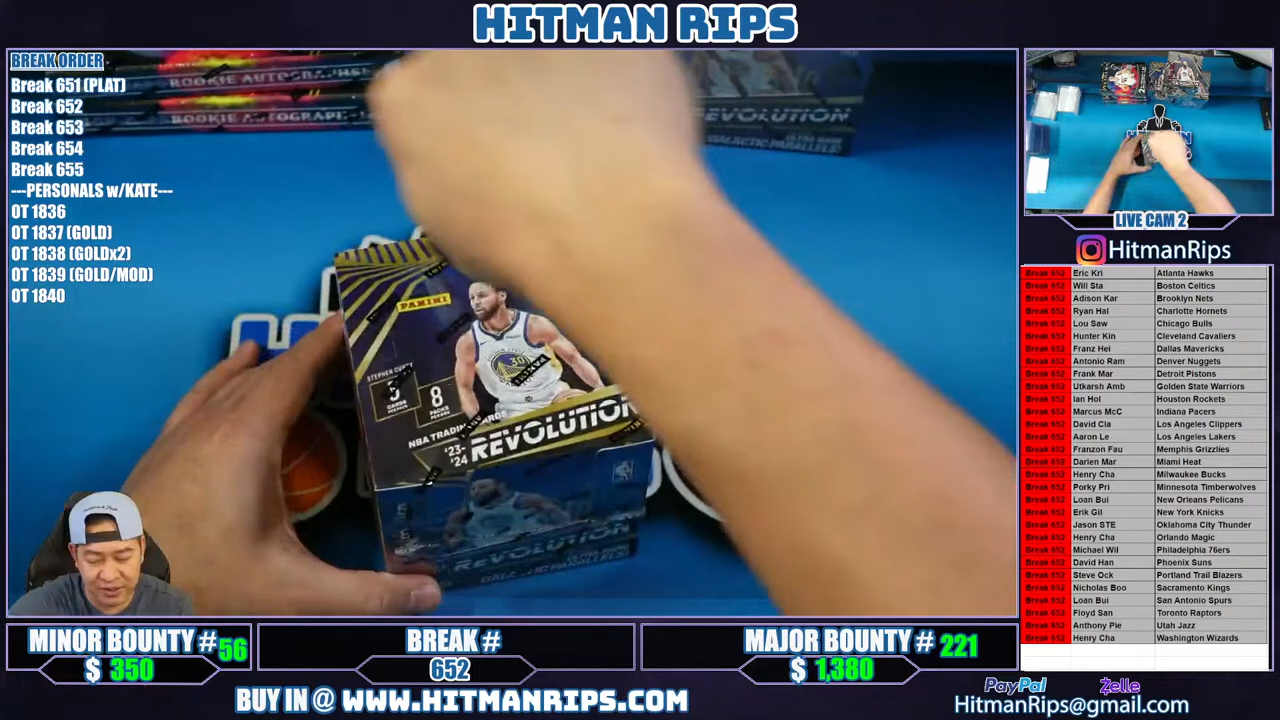 HITMAN RIPS
BREAK ORDER
Break 651 (PLAT)
Break 652
Break 653
Break 654
Break 655
---PERSONALS w/KATE---
OT 1836
OT 1837 (GOLD)
OT 1838 (GOLDx2)
OT 1839 (GOLD/MOD)
OT 1840
ROOKIE AUTOGRAPHS
ROOKIE AUTOGRAPH
REVOLUTION
GALACTIC PARALLELS
PANINI
STEPHEN CURRY
8
PACKS
NBA TRADING CARDS
'23-'24 REVOLUTION
30
REVOLUTION
LIVE CAM 2
HitmanRips
Break 652 Eric Kri Atlanta Hawks
Break 652 Will Sta Boston Celtics
Break 652 Adison Kar Brooklyn Nets
Break 652 Ryan Hal Charlotte Hornets
Break 652 Lou Saw Chicago Bulls
Break 652 Hunter Kin Cleveland Cavaliers
Break 652 Franz Hei Dallas Mavericks
Break 652 Antonio Ram Denver Nuggets
Break 652 Frank Mar Detroit Pistons
Break 652 Utkarsh Amb Golden State Warriors
Break 652 Ian Hol Houston Rockets
Break 652 Marcus McC Indiana Pacers
Break 652 David Cla Los Angeles Clippers
Break 652 Aaron Le Los Angeles Lakers
Break 652 Franzon Fau Memphis Grizzlies
Break 652 Darien Mar Miami Heat
Break 652 Henry Cha Milwaukee Bucks
Break 652 Porky Pri Minnesota Timberwolves
Break 652 Loan Bui New Orleans Pelicans
Break 652 Erik Gil New York Knicks
Break 652 Jason STE Oklahoma City Thunder
Break 652 Henry Cha Orlando Magic
Break 652 Michael Wil Philadelphia 76ers
Break 652 David Han Phoenix Suns
Break 652 Steve Ock Portland Trail Blazers
Break 652 Nicholas Boo Sacramento Kings
Break 652 Loan Bui San Antonio Spurs
Break 652 Floyd San Toronto Raptors
Break 652 Anthony Pie Utah Jazz
Break 652 Henry Cha Washington Wizards
MINOR BOUNTY # 56
$ 350
BREAK #
652
MAJOR BOUNTY # 221
$ 1,380
BUY IN @ WWW.HITMANRIPS.COM
PayPal Zelle
HitmanRips@gmail.com